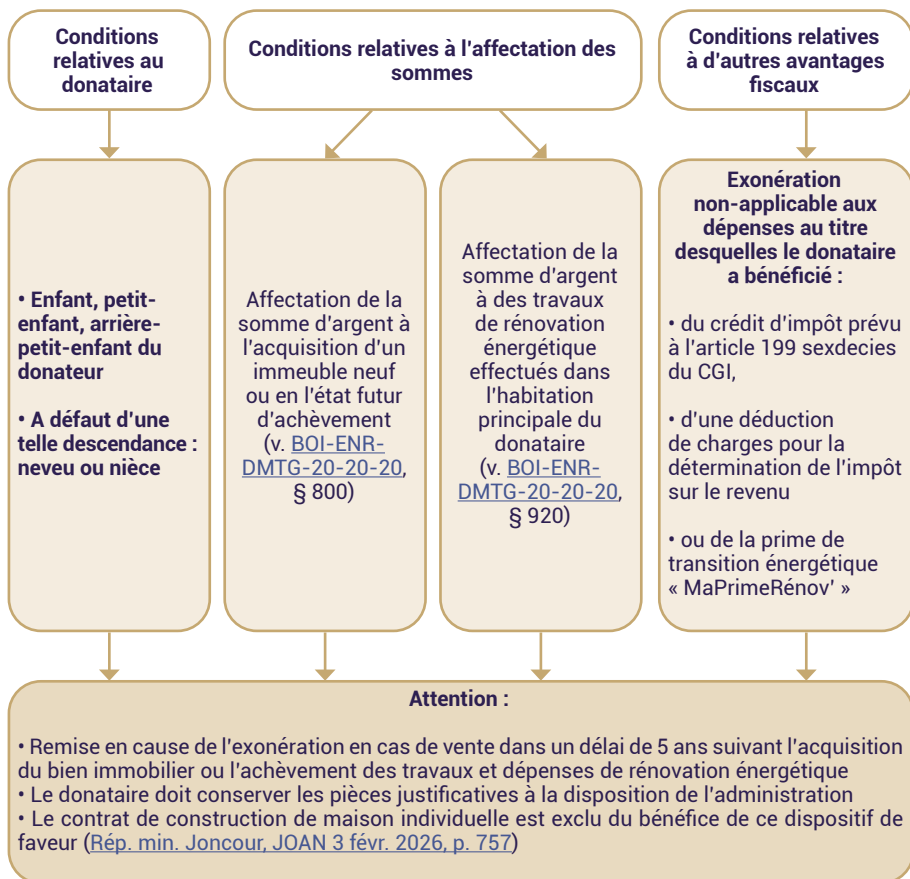 Conditions
relatives au
donataire
Conditions relatives à l'affectation des
sommes
Conditions relatives
à d'autres avantages
fiscaux
• Enfant, petit-
enfant, arrière-
petit-enfant du
donateur
• A défaut d'une
telle descendance :
neveu ou nièce
Affectation de la
somme d'argent à
l'acquisition d'un
immeuble neuf
ou en l'état futur
d'achèvement
(v. BOI-ENR-
DMTG-20-20-20,
§ 800)
Affectation de la
somme d'argent
à des travaux
de rénovation
énergétique
effectués dans
l'habitation
principale du
donataire
(v. BOI-ENR-
DMTG-20-20-20,
§ 920)
Exonération
non-applicable aux
dépenses au titre
desquelles le donataire
a bénéficié :
• du crédit d'impôt prévu
à l'article 199 sexdecies
du CGI,
• d'une déduction
de charges pour la
détermination de l'impôt
sur le revenu
• ou de la prime de
transition énergétique
« MaPrimeRénov' »
Attention :
• Remise en cause de l'exonération en cas de vente dans un délai de 5 ans suivant l'acquisition
du bien immobilier ou l'achèvement des travaux et dépenses de rénovation énergétique
• Le donataire doit conserver les pièces justificatives à la disposition de l'administration
• Le contrat de construction de maison individuelle est exclu du bénéfice de ce dispositif de
faveur (Rép. min. Joncour, JOAN 3 févr. 2026, p. 757)